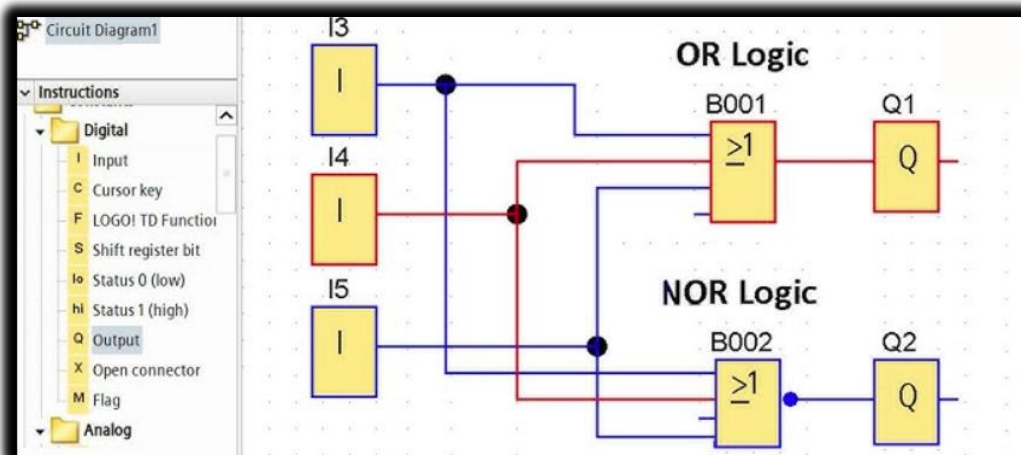 Circuit Diagram1
Instructions
Digital
I Input
C Cursor key
F LOGO! TD Function
S Shift register bit
lo Status 0 (low)
hi Status 1 (high)
Q Output
X Open connector
M Flag
Analog
I3
I
I4
I
I5
I
OR Logic
B001
≥1
Q1
Q
NOR Logic
B002
≥1
Q2
Q